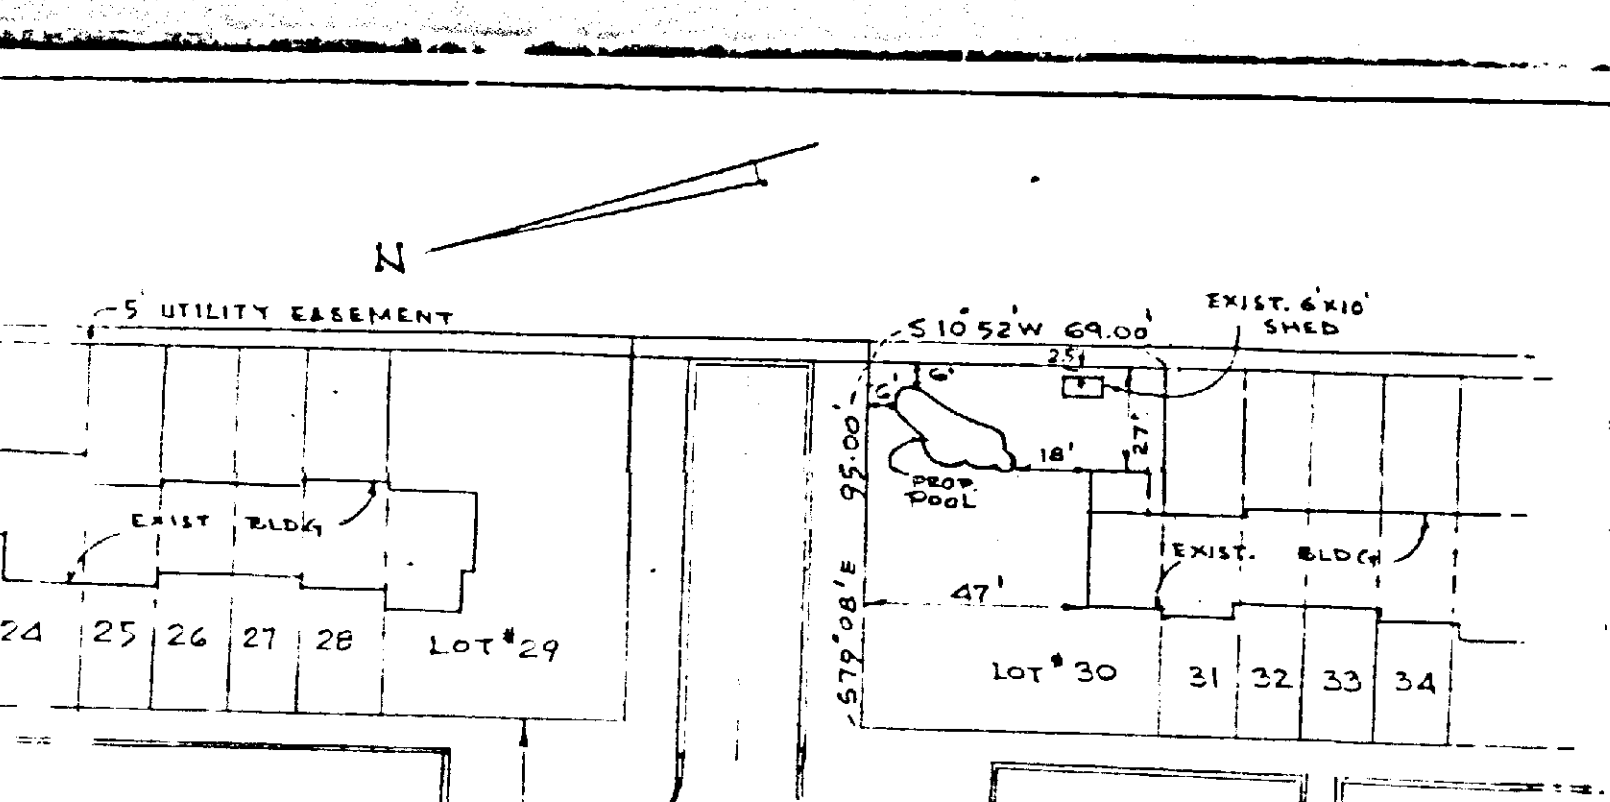 N
5' UTILITY EASEMENT
S 10°52'W 69.00'
EXIST. 6'X10'
SHED
2.5'
6'
6'
95.00'
S79°08'E
27'
18'
PROP.
POOL
EXIST BLDG
EXIST. BLDG
47'
24 25 26 27 28 LOT #29
LOT # 30 31 32 33 34